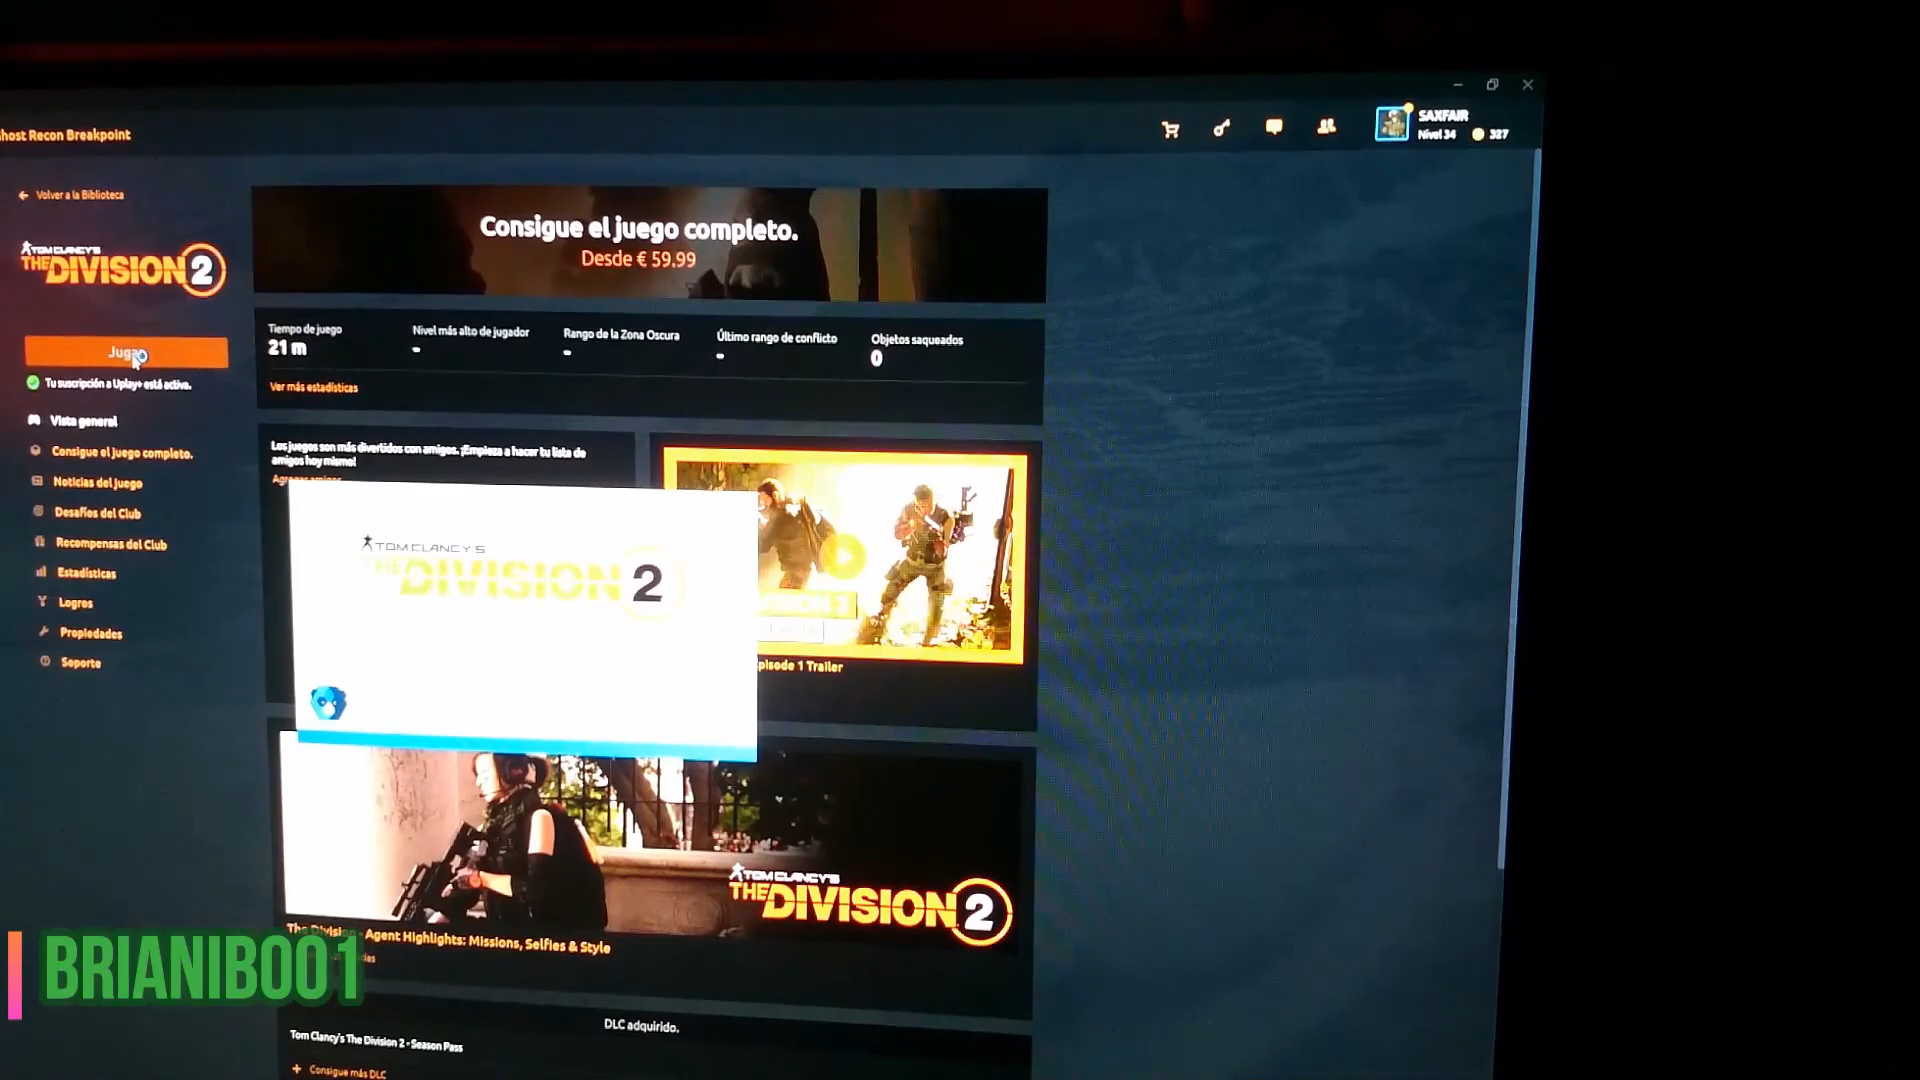 host Recon Breakpoint
SAXFAIR
Nivel 34 327
Volver a la Biblioteca
TOM CLANCY'S
THE DIVISION 2
Jugar
Tu suscripción a Uplay+ está activa.
Vista general
Consigue el juego completo.
Noticias del juego
Desafíos del Club
Recompensas del Club
Estadísticas
Logros
Propiedades
Soporte
Consigue el juego completo.
Desde € 59.99
Tiempo de juego
21 m
Nivel más alto de jugador
-
Rango de la Zona Oscura
-
Último rango de conflicto
-
Objetos saqueados
0
Ver más estadísticas
Los juegos son más divertidos con amigos. ¡Empieza a hacer tu lista de
amigos hoy mismo!
TOM CLANCY'S
THE DIVISION 2
pisode 1 Trailer
TOM CLANCY'S
THE DIVISION 2
The Division - Agent Highlights: Missions, Selfies & Style
BRIANIB001
DLC adquirido.
Tom Clancy's The Division 2 - Season Pass
+ Consigue más DLC